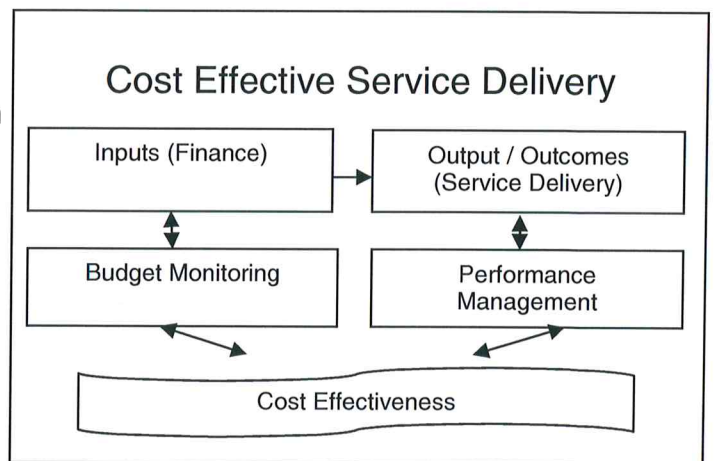 Cost Effective Service Delivery
Inputs (Finance)
Output / Outcomes
(Service Delivery)
Budget Monitoring
Performance
Management
Cost Effectiveness